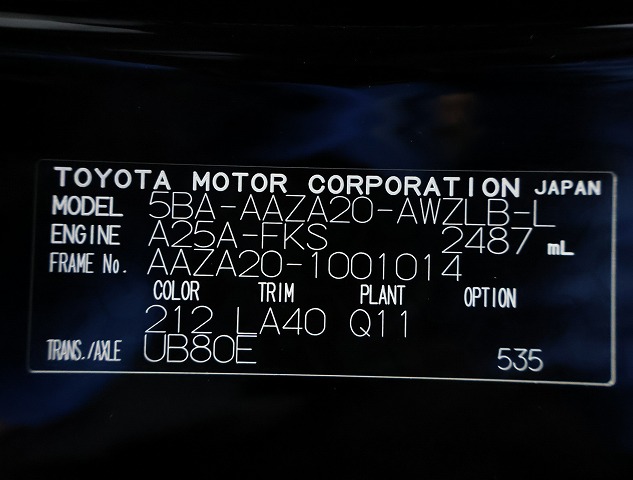 TOYOTA MOTOR CORPORATION JAPAN
MODEL 5BA-AAZA20-AWZLB-L
ENGINE A25A-FKS 2487 mL
FRAME No. AAZA20-1001014
COLOR TRIM PLANT OPTION
212 LA40 Q11
TRANS./AXLE UB80E 535